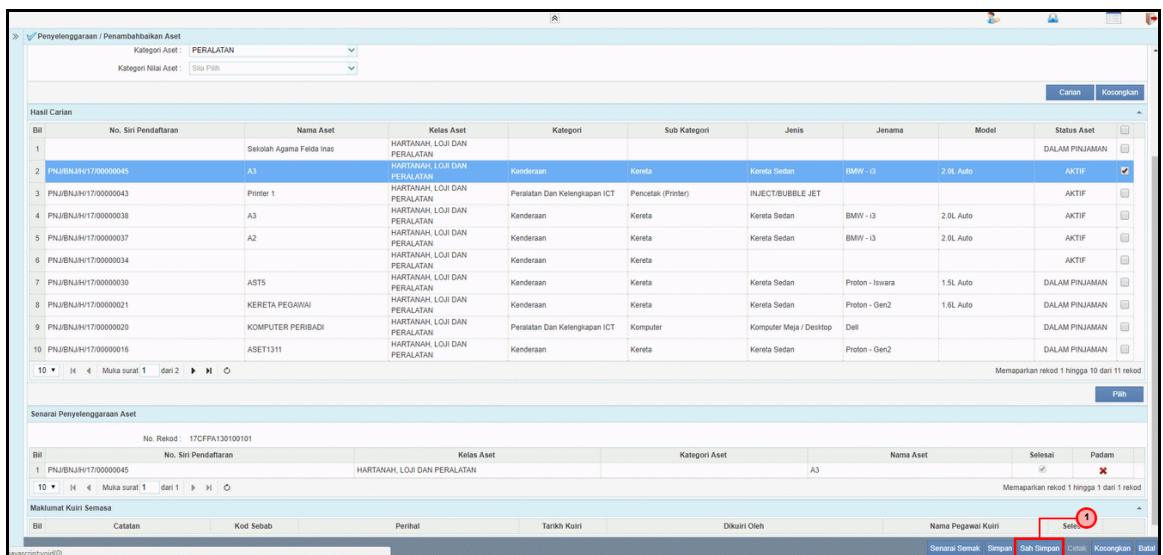 Penyelenggaraan / Penambahbaikan Aset
Kategori Aset : PERALATAN
Kategori Nilai Aset : Sila Pilih
Carian Kosongkan
Hasil Carian
Bil No. Siri Pendaftaran Nama Aset Kelas Aset Kategori Sub Kategori Jenis Jenama Model Status Aset
1 Sekolah Agama Felda Inas HARTANAH, LOJI DAN PERALATAN DALAM PINJAMAN
2 PNJ/BNJ/H/17/00000045 A3 HARTANAH, LOJI DAN PERALATAN Kenderaan Kereta Kereta Sedan BMW - i3 2.0L Auto AKTIF
3 PNJ/BNJ/H/17/00000043 Printer 1 HARTANAH, LOJI DAN PERALATAN Peralatan Dan Kelengkapan ICT Pencetak (Printer) INJECT/BUBBLE JET AKTIF
4 PNJ/BNJ/H/17/00000038 A3 HARTANAH, LOJI DAN PERALATAN Kenderaan Kereta Kereta Sedan BMW - i3 2.0L Auto AKTIF
5 PNJ/BNJ/H/17/00000037 A2 HARTANAH, LOJI DAN PERALATAN Kenderaan Kereta Kereta Sedan BMW - i3 2.0L Auto AKTIF
6 PNJ/BNJ/H/17/00000034 HARTANAH, LOJI DAN PERALATAN Kenderaan Kereta AKTIF
7 PNJ/BNJ/H/17/00000030 AST5 HARTANAH, LOJI DAN PERALATAN Kenderaan Kereta Kereta Sedan Proton - Iswara 1.5L Auto DALAM PINJAMAN
8 PNJ/BNJ/H/17/00000021 KERETA PEGAWAI HARTANAH, LOJI DAN PERALATAN Kenderaan Kereta Kereta Sedan Proton - Gen2 1.6L Auto DALAM PINJAMAN
9 PNJ/BNJ/H/17/00000020 KOMPUTER PERIBADI HARTANAH, LOJI DAN PERALATAN Peralatan Dan Kelengkapan ICT Komputer Komputer Meja / Desktop Dell DALAM PINJAMAN
10 PNJ/BNJ/H/17/00000016 ASET1311 HARTANAH, LOJI DAN PERALATAN Kenderaan Kereta Kereta Sedan Proton - Gen2 DALAM PINJAMAN
10 Muka surat 1 dari 2 Memaparkan rekod 1 hingga 10 dari 11 rekod
Pilih
Senarai Penyelenggaraan Aset
No. Rekod : 17CFPA130100101
Bil No. Siri Pendaftaran Kelas Aset Kategori Aset Nama Aset Selesai Padam
1 PNJ/BNJ/H/17/00000045 HARTANAH, LOJI DAN PERALATAN A3
10 Muka surat 1 dari 1 Memaparkan rekod 1 hingga 1 dari 1 rekod
Maklumat Kuiri Semasa
1
Bil Catatan Kod Sebab Perihal Tarikh Kuiri Dikuiri Oleh Nama Pegawai Kuiri Seles
Senarai Semak Simpan Sah Simpan Cetak Kosongkan Batal